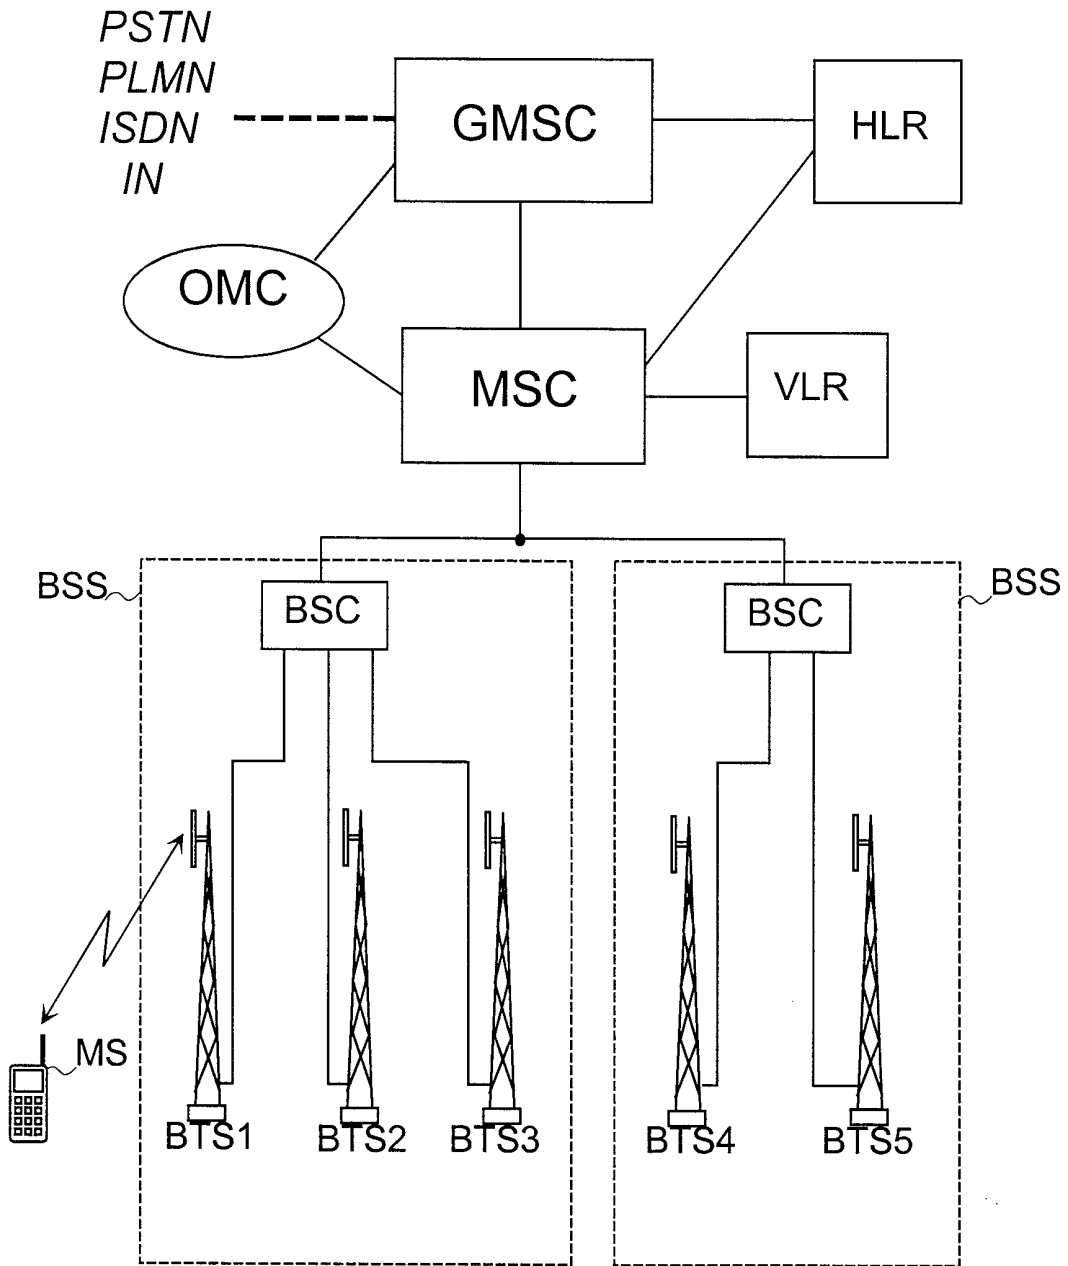 PSTN
PLMN
ISDN
IN
GMSC
HLR
OMC
MSC
VLR
BSS
BSC
BSC
BSS
MS
BTS1
BTS2
BTS3
BTS4
BTS5